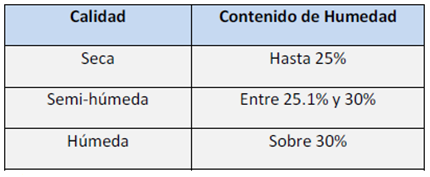 Calidad Contenido de Humedad
Seca Hasta 25%
Semi-húmeda Entre 25.1% y 30%
Húmeda Sobre 30%